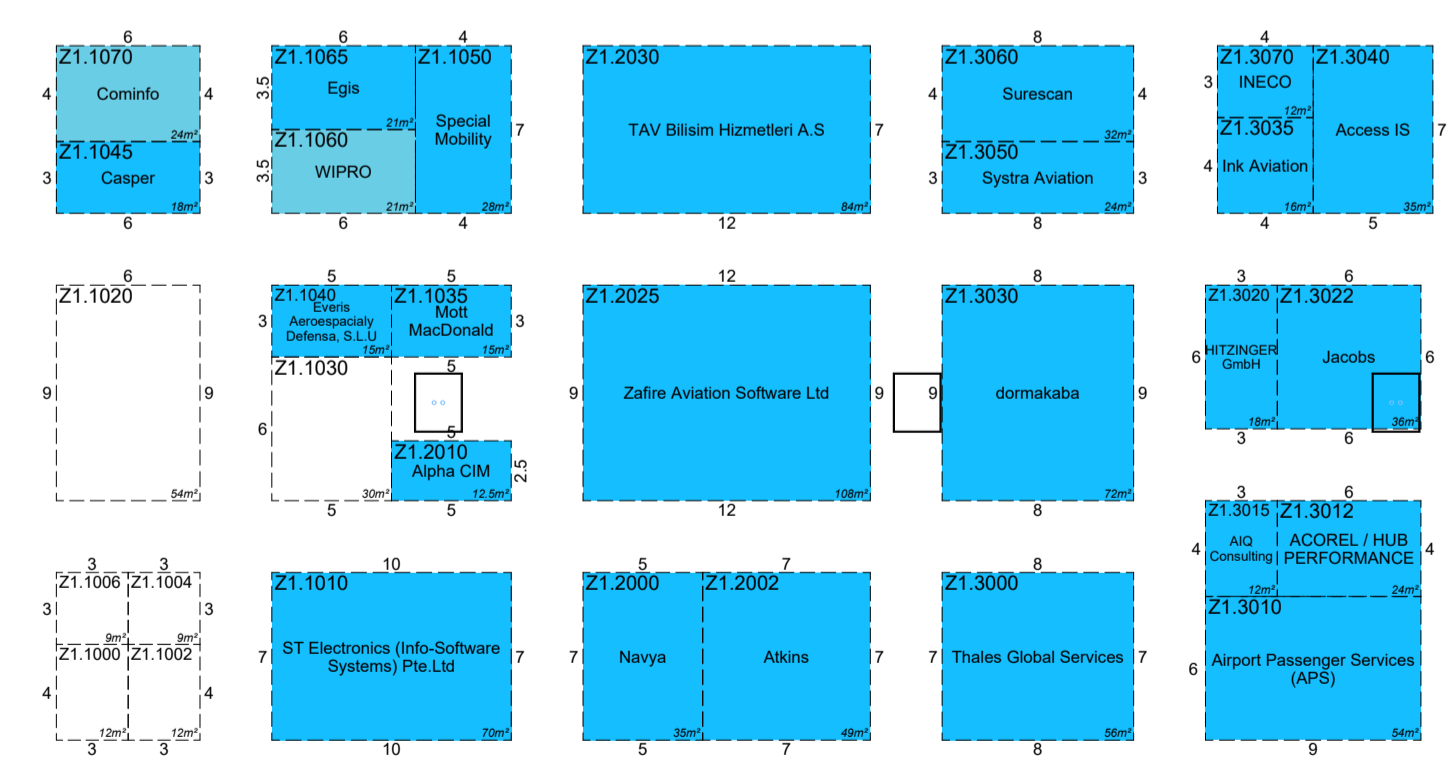 6
6
4
12
8
4
Z1.1070
Cominfo
24m²
4
4
Z1.1045
Casper
18m²
3
3
6
Z1.1065
Egis
21m²
3.5
Z1.1060
WIPRO
21m²
3.5
6
Z1.1050
Special
Mobility
28m²
7
4
Z1.2030
TAV Bilisim Hizmetleri A.S
84m²
7
12
Z1.3060
Surescan
32m²
4
4
Z1.3050
Systra Aviation
24m²
3
3
8
Z1.3070
INECO
12m²
3
Z1.3035
Ink Aviation
16m²
4
4
Z1.3040
Access IS
35m²
7
5
6
Z1.1020
54m²
9
9
5
Z1.1040
Everis
Aeroespacialy
Defensa, S.L.U
15m²
3
5
Z1.1035
Mott
MacDonald
15m²
3
5
Z1.1030
30m²
6
5
5
Z1.2010
Alpha CIM
12.5m²
2.5
5
12
Z1.2025
Zafire Aviation Software Ltd
108m²
9
9
12
8
Z1.3030
dormakaba
72m²
9
9
8
3
Z1.3020
HITZINGER
GmbH
18m²
6
3
6
Z1.3022
Jacobs
36m²
6
6
3
Z1.3015
AIQ
Consulting
12m²
4
6
Z1.3012
ACOREL / HUB
PERFORMANCE
24m²
4
Z1.3010
Airport Passenger Services
(APS)
54m²
6
9
3
3
Z1.1006
9m²
3
Z1.1004
9m²
3
Z1.1000
12m²
4
3
Z1.1002
12m²
4
3
10
Z1.1010
ST Electronics (Info-Software
Systems) Pte.Ltd
70m²
7
7
10
5
Z1.2000
Navya
35m²
7
5
7
Z1.2002
Atkins
49m²
7
7
8
Z1.3000
Thales Global Services
56m²
7
7
8